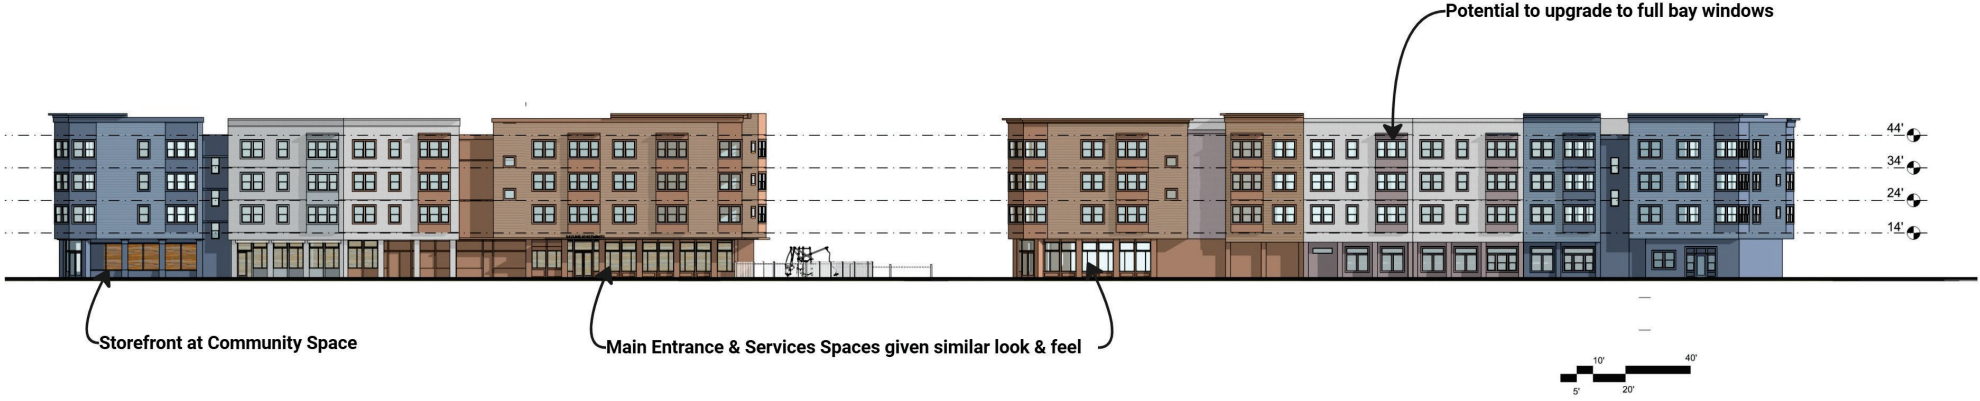 Potential to upgrade to full bay windows
44'
34'
24'
14'
Storefront at Community Space
Main Entrance & Services Spaces given similar look & feel
10'
40'
5'
20'